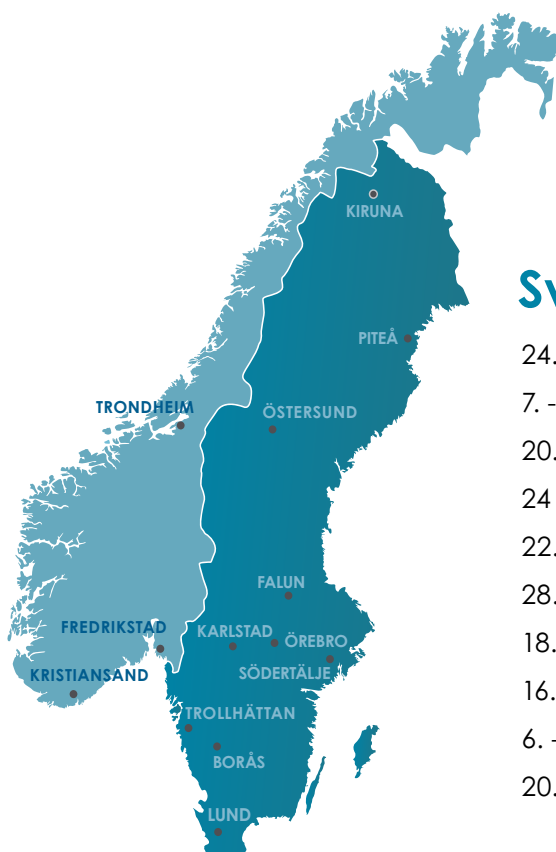 KIRUNA
PITEÅ
TRONDHEIM
ÖSTERSUND
FALUN
FREDRIKSTAD
KARLSTAD
ÖREBRO
KRISTIANSAND
SÖDERTÄLJE
TROLLHÄTTAN
BORÅS
LUND
Sv
24.
7. -
20.
24
22.
28.
18.
16.
6. -
20.